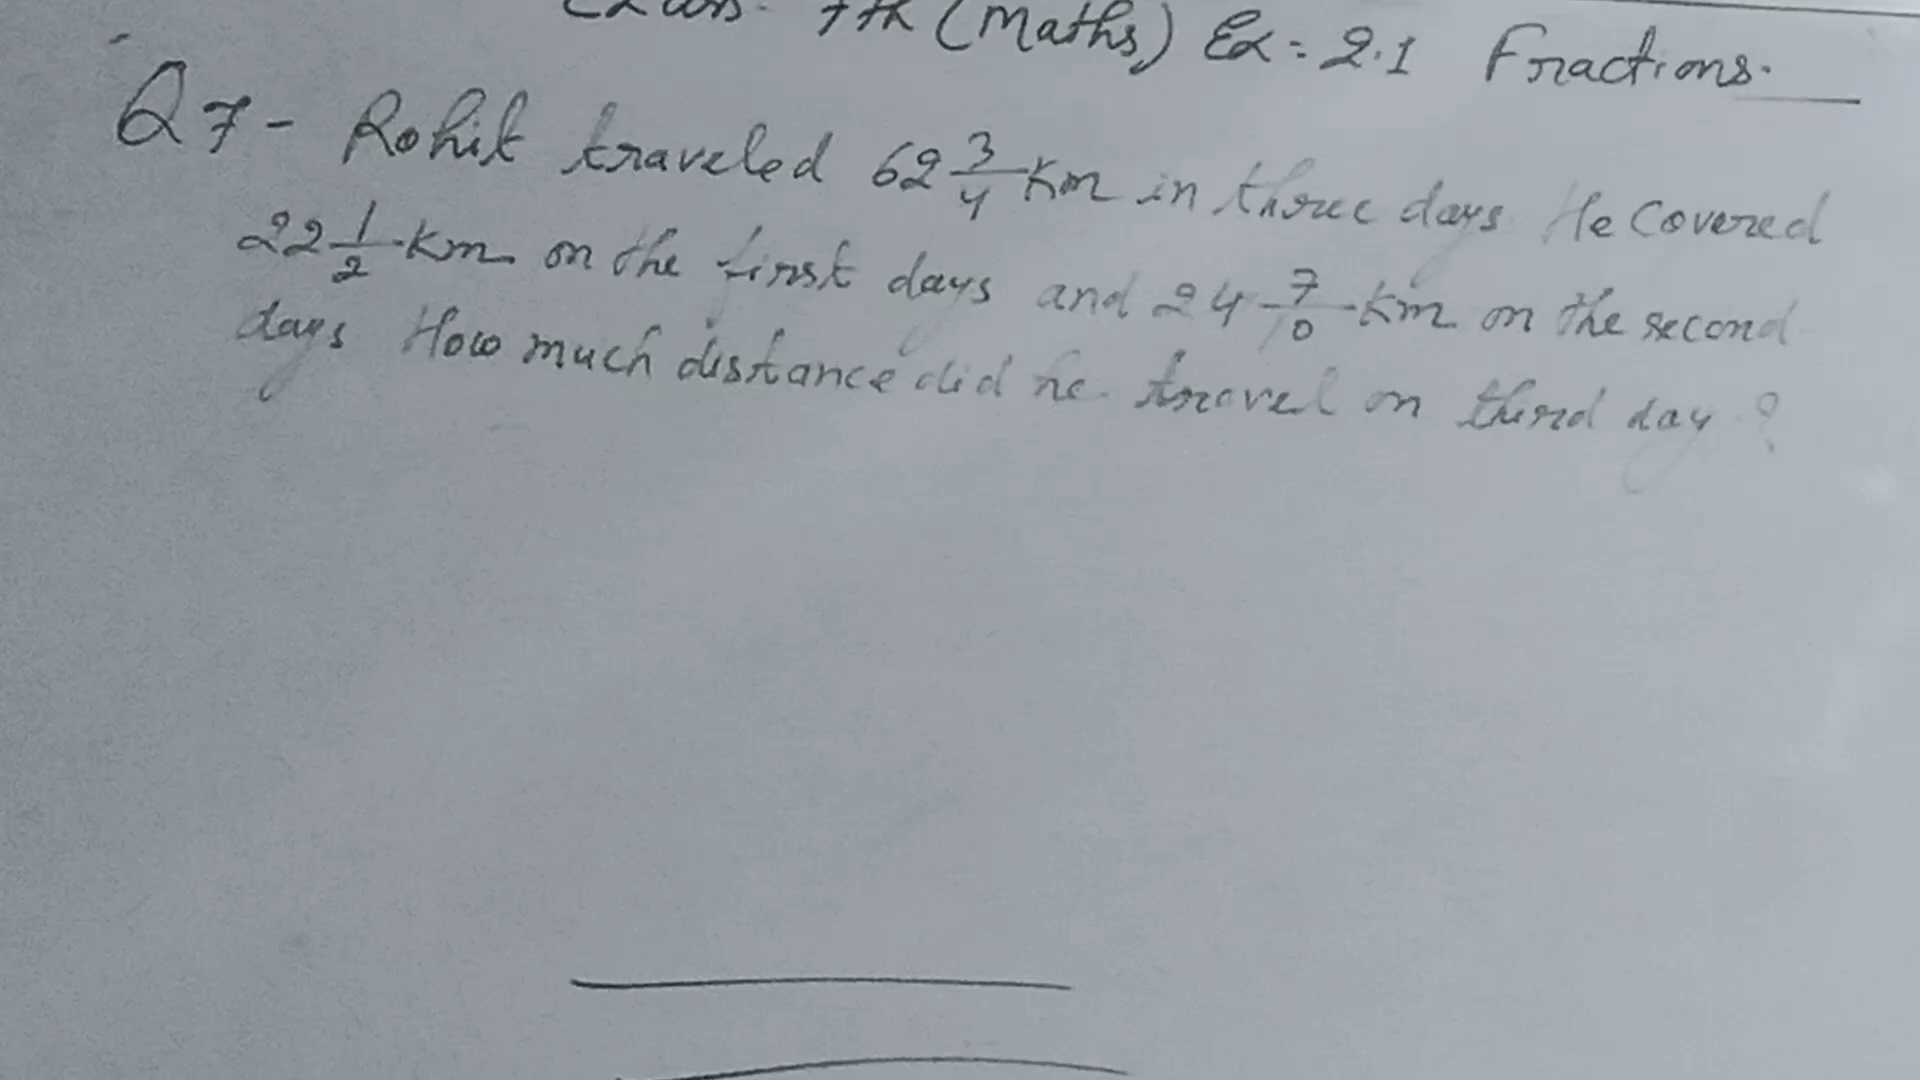 Class. 7th (Maths) Ex = 2.1 Fractions.
Q7 - Rohit traveled 62 3/4 Km in three days He Covered
22 1/2 Km on the first days and 24 7/10 Km on the second
days How much distance did he travel on third day ?